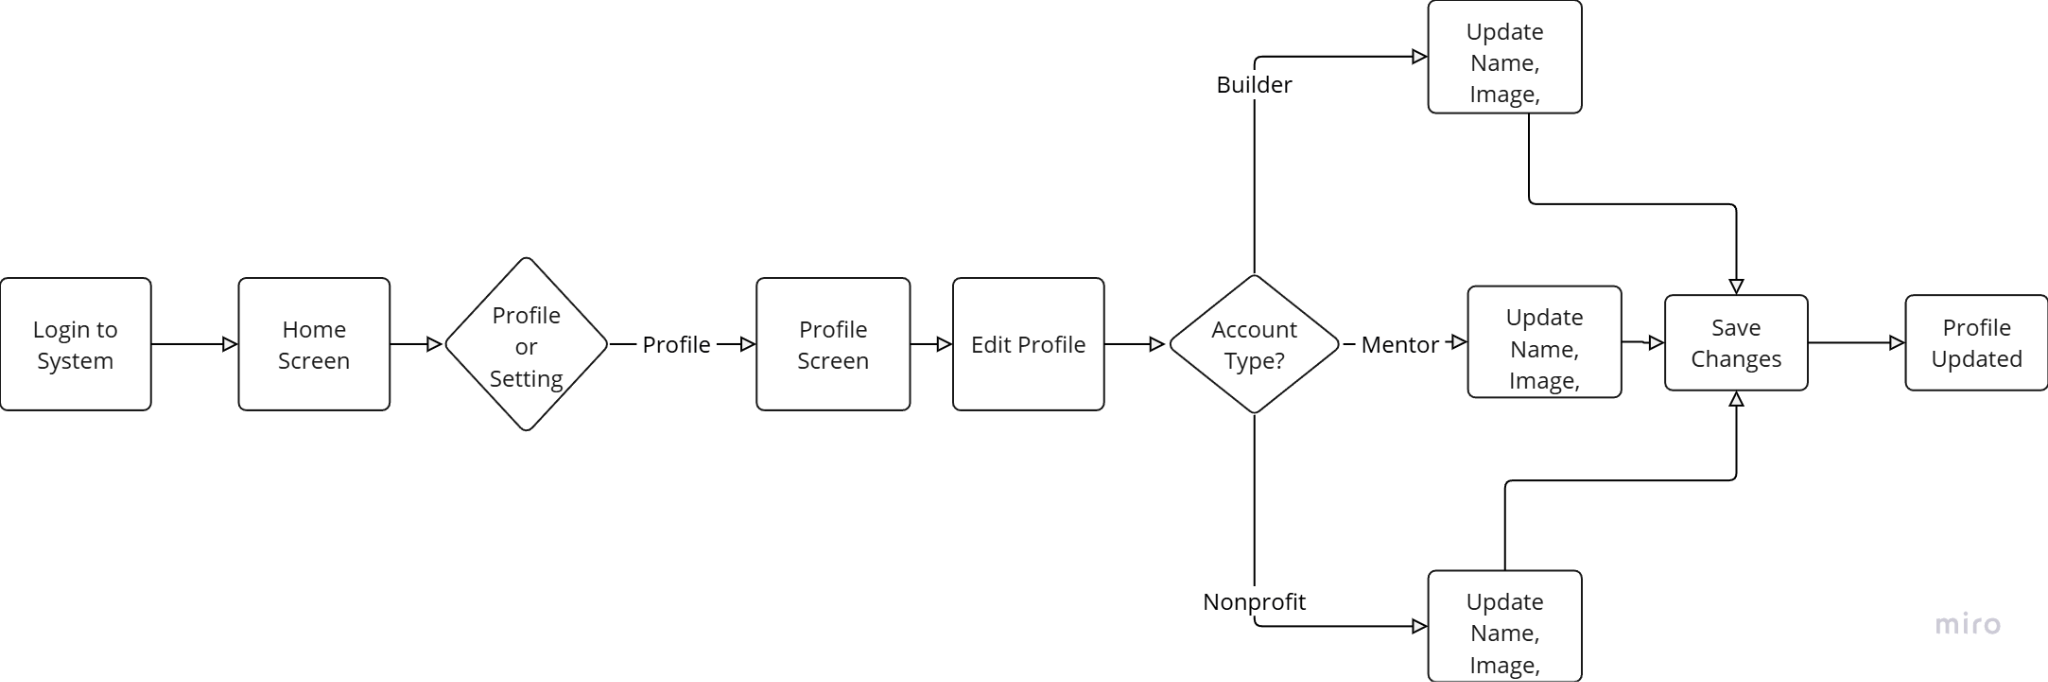 Login to
System
Home
Screen
Profile
or
Setting
Profile
Profile
Screen
Edit Profile
Account
Type?
Builder
Update
Name,
Image,
Mentor
Update
Name,
Image,
Nonprofit
Update
Name,
Image,
Save
Changes
Profile
Updated
miro